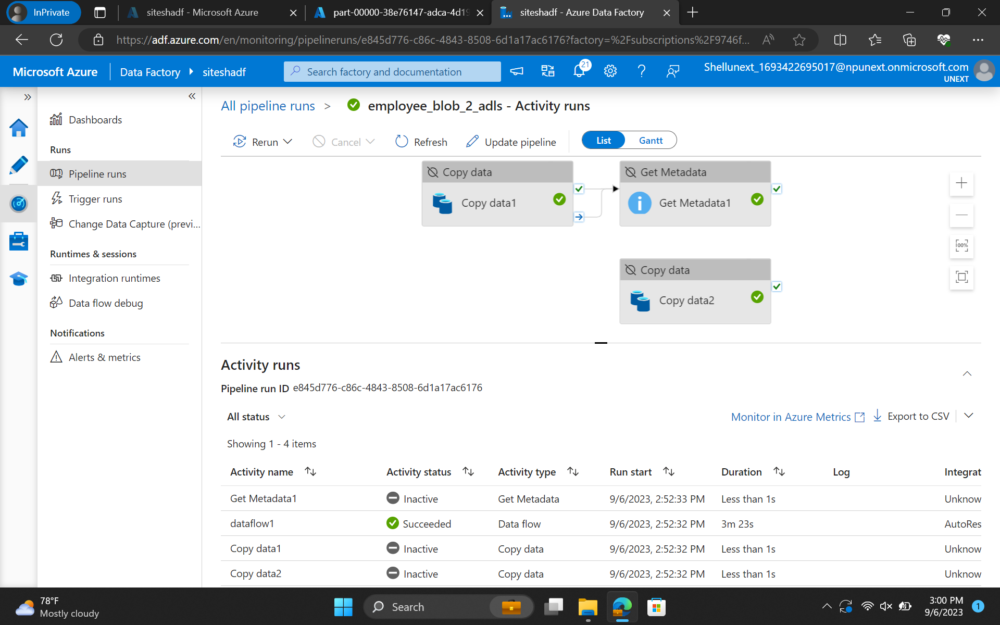 InPrivate
siteshadf - Microsoft Azure
part-00000-38e76147-adca-4d19
siteshadf - Azure Data Factory
https://adf.azure.com/en/monitoring/pipelineruns/e845d776-c86c-4843-8508-6d1a17ac6176?factory=%2Fsubscriptions%2F9746f...
Microsoft Azure
Data Factory
siteshadf
Search factory and documentation
21
Shellunext_1693422695017@npunext.onmicrosoft.com
UNEXT
Dashboards
Runs
Pipeline runs
Trigger runs
Change Data Capture (previ...
Runtimes & sessions
Integration runtimes
Data flow debug
Notifications
Alerts & metrics
All pipeline runs > employee_blob_2_adls - Activity runs
Rerun
Cancel
Refresh
Update pipeline
List
Gantt
Copy data
Copy data1
Get Metadata
Get Metadata1
Copy data
Copy data2
100%
Activity runs
Pipeline run ID e845d776-c86c-4843-8508-6d1a17ac6176
All status
Monitor in Azure Metrics
Export to CSV
Showing 1 - 4 items
Activity name Activity status Activity type Run start Duration Log Integrat
Get Metadata1 Inactive Get Metadata 9/6/2023, 2:52:33 PM Less than 1s Unknow
dataflow1 Succeeded Data flow 9/6/2023, 2:52:32 PM 3m 23s AutoRes
Copy data1 Inactive Copy data 9/6/2023, 2:52:32 PM Less than 1s Unknow
Copy data2 Inactive Copy data 9/6/2023, 2:52:32 PM Less than 1s Unknow
78°F
Mostly cloudy
Search
3:00 PM
9/6/2023
1